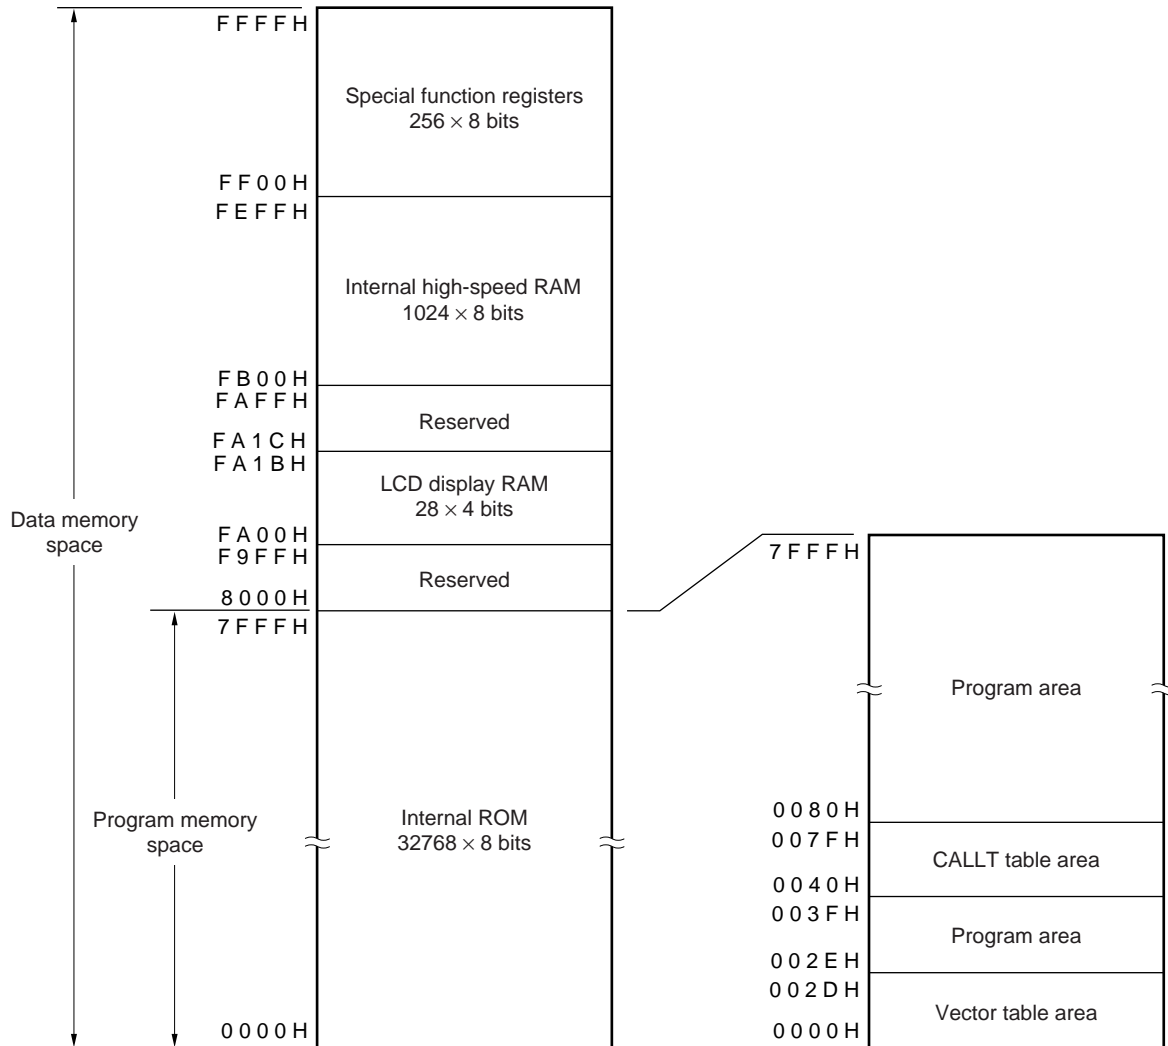 FFFFH
Special function registers
256 × 8 bits
FF00H
FEFFH
Internal high-speed RAM
1024 × 8 bits
FB00H
FAFFH
Reserved
FA1CH
FA1BH
LCD display RAM
28 × 4 bits
Data memory
space
FA00H
F9FFH
Reserved
8000H
7FFFH
Program memory
space
Internal ROM
32768 × 8 bits
0000H
7FFFH
Program area
0080H
007FH
CALLT table area
0040H
003FH
Program area
002EH
002DH
Vector table area
0000H